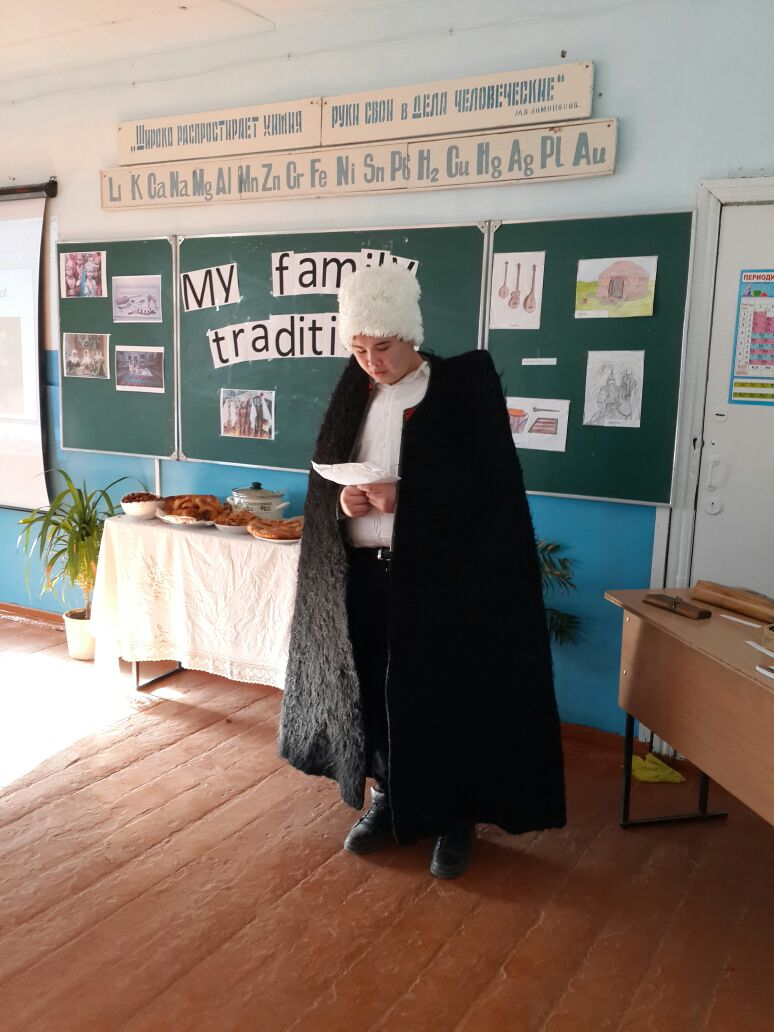 „Широко распростирает химия руки свои в дела человеческие“
М.В. Ломоносов.
Li K Ca Na Mg Al Mn Zn Cr Fe Ni Sn Pb H₂ Cu Hg Ag Pt Au
My family
traditi
ПЕРИОДИ